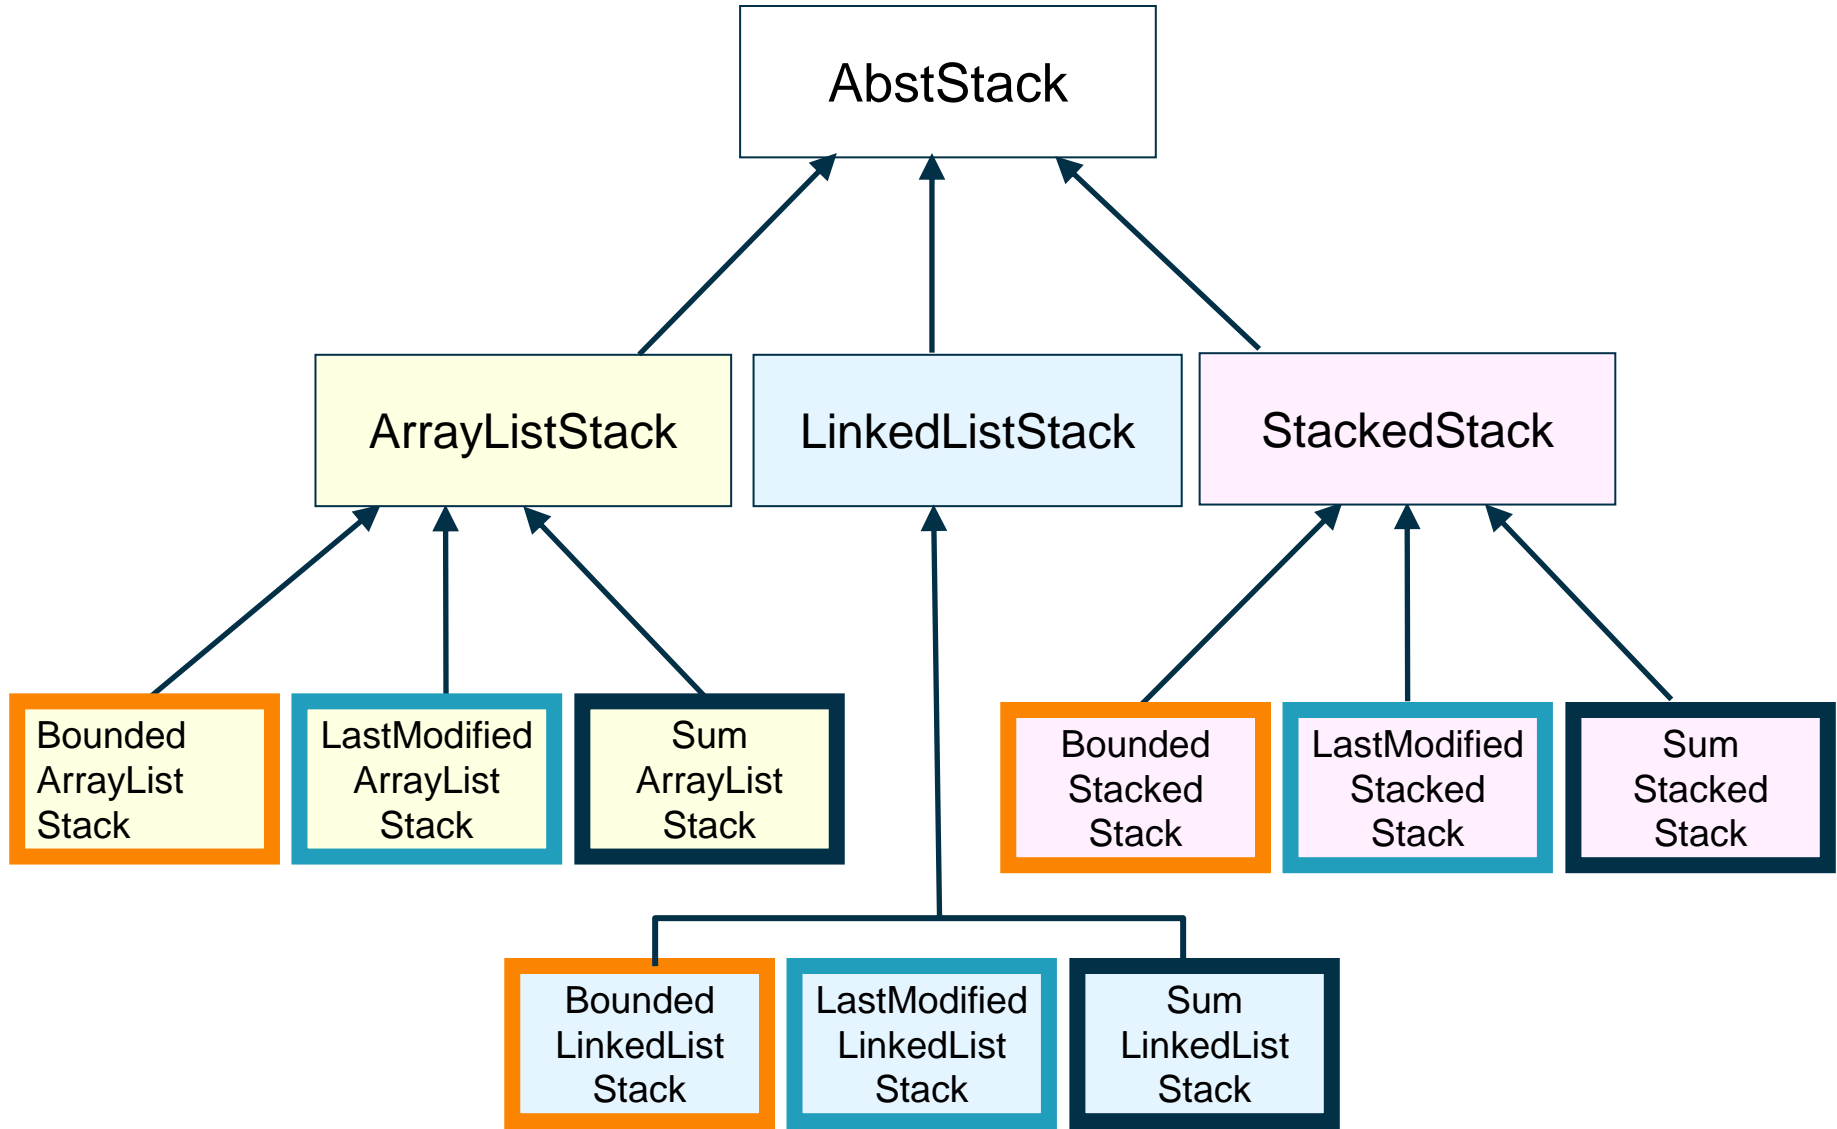 AbstStack
ArrayListStack
LinkedListStack
StackedStack
Bounded
ArrayList
Stack
LastModified
ArrayList
Stack
Sum
ArrayList
Stack
Bounded
Stacked
Stack
LastModified
Stacked
Stack
Sum
Stacked
Stack
Bounded
LinkedList
Stack
LastModified
LinkedList
Stack
Sum
LinkedList
Stack